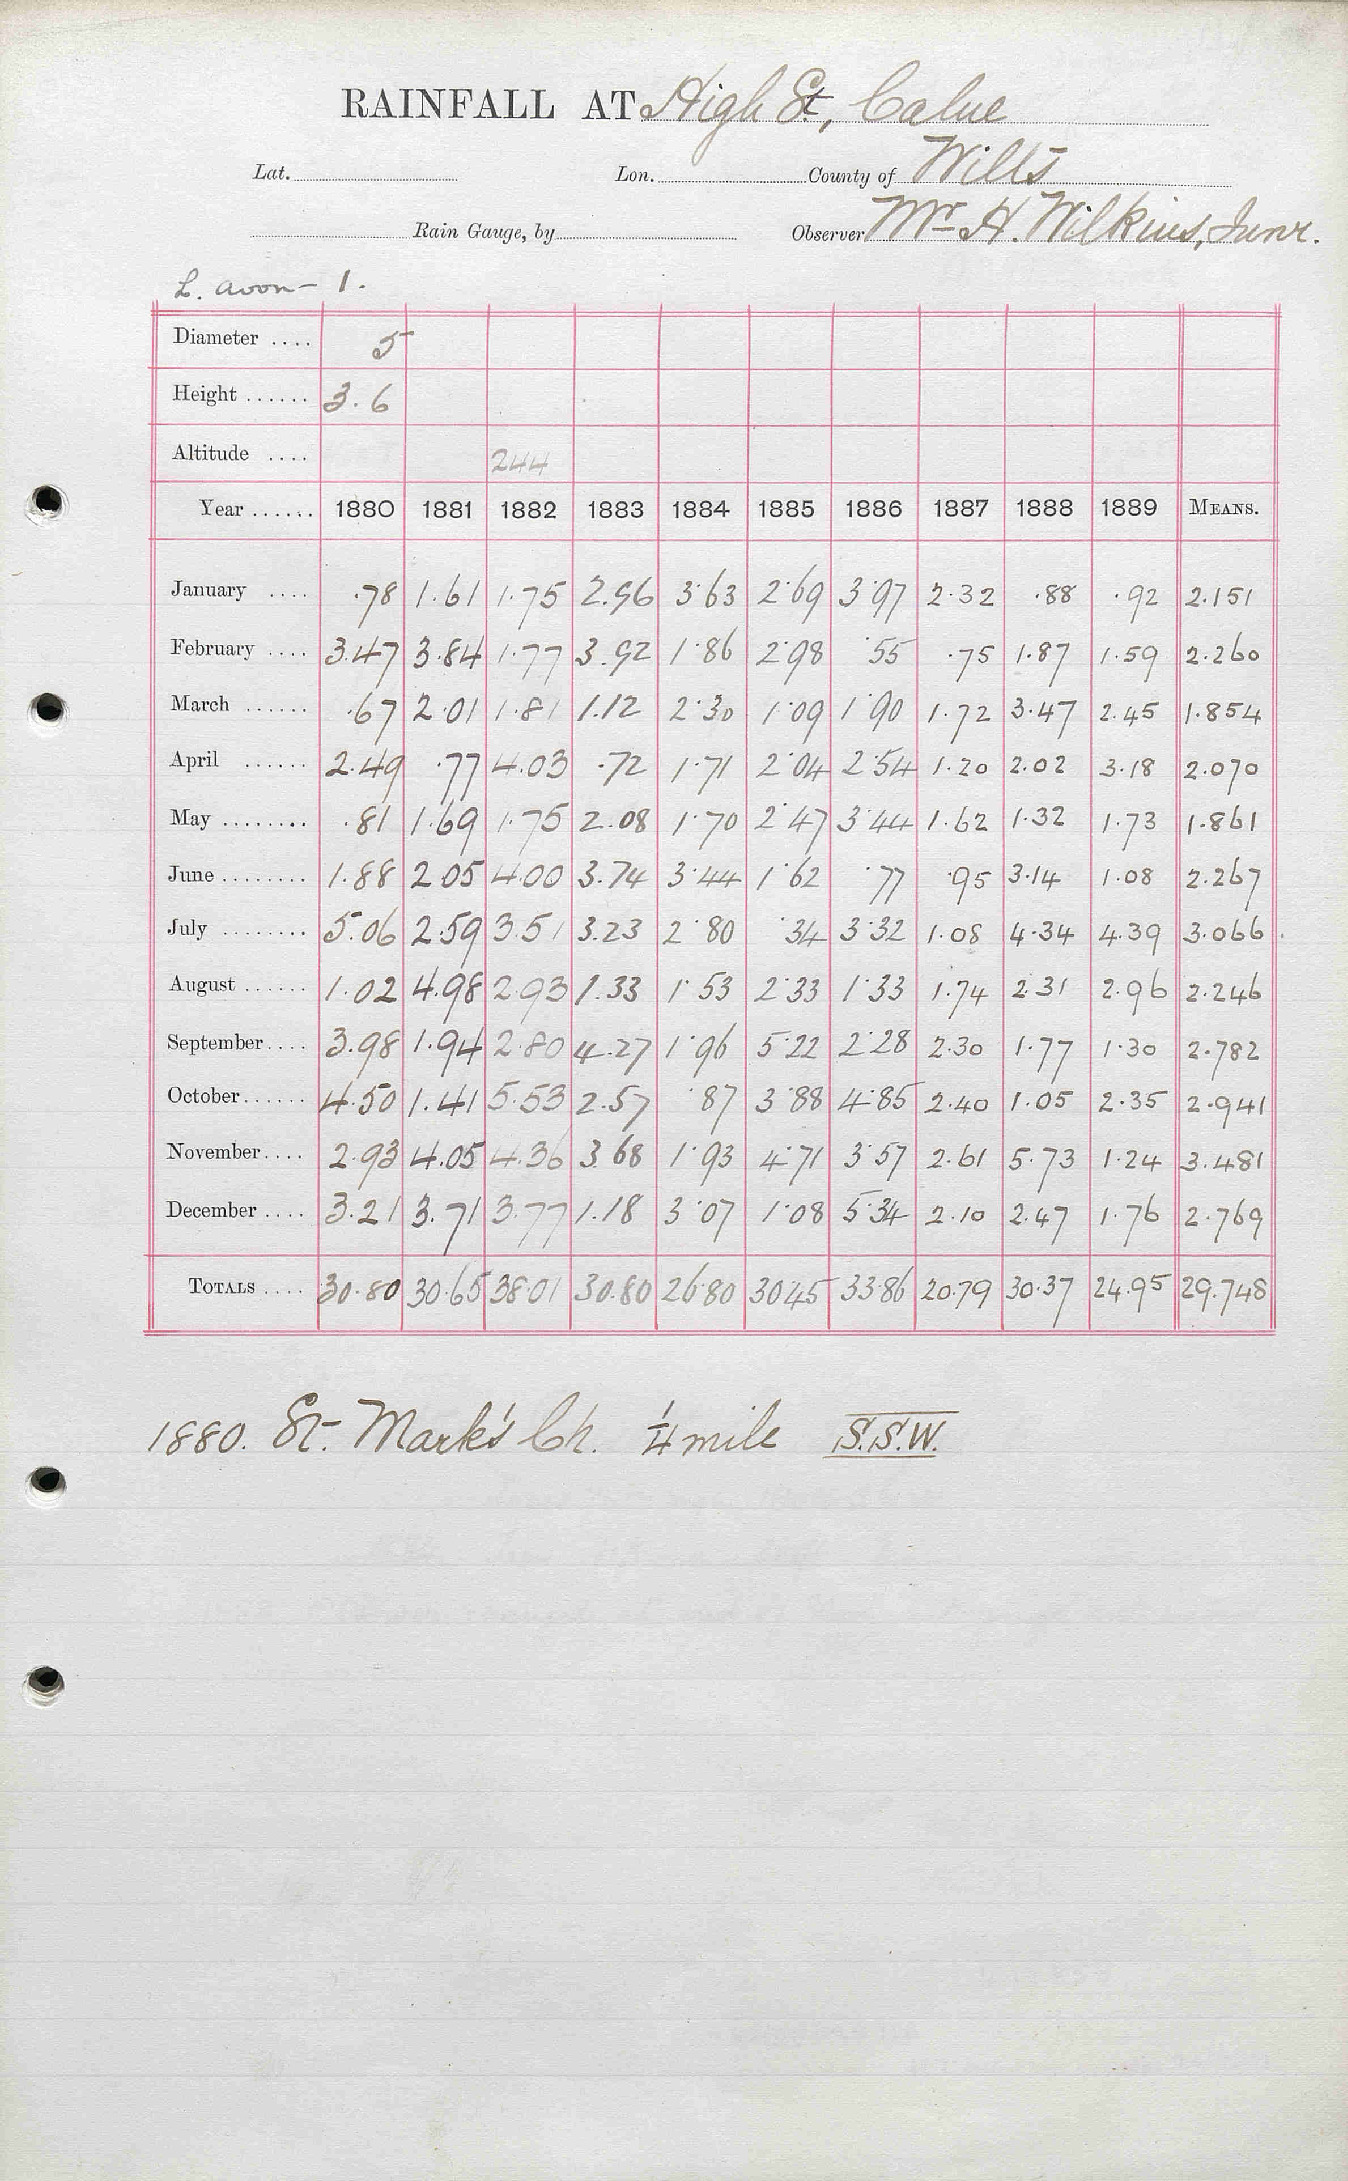 RAINFALL AT High St, Calne
Lat. Lon. County of Wilts
Rain Gauge, by Observer Mr H. Wilkins, Junr.
L. Avon - 1.
Diameter .... 5
Height ...... 3.6
Altitude .... 244
Year ...... 1880 1881 1882 1883 1884 1885 1886 1887 1888 1889 MEANS.
January .... .78 1.61 1.75 2.96 3.63 2.69 3.97 2.32 .88 .92 2.151
February .... 3.47 3.84 1.77 3.92 1.86 2.98 .55 .75 1.87 1.59 2.260
March ...... .67 2.01 1.81 1.12 2.30 1.09 1.90 1.72 3.47 2.45 1.854
April ...... 2.49 .77 4.03 .72 1.71 2.04 2.54 1.20 2.02 3.18 2.070
May ........ .81 1.69 1.75 2.08 1.70 2.47 3.44 1.62 1.32 1.73 1.861
June ........ 1.88 2.05 4.00 3.74 3.44 1.62 .77 .95 3.14 1.08 2.267
July ........ 5.06 2.59 3.51 3.23 2.80 .34 3.32 1.08 4.34 4.39 3.066
August ...... 1.02 4.98 2.93 1.33 1.53 2.33 1.33 1.74 2.31 2.96 2.246
September .... 3.98 1.94 2.80 4.27 1.96 5.22 2.28 2.30 1.77 1.30 2.782
October ...... 4.50 1.41 5.53 2.57 .87 3.88 4.85 2.40 1.05 2.35 2.941
November .... 2.93 4.05 4.36 3.68 1.93 4.71 3.57 2.61 5.73 1.24 3.481
December .... 3.21 3.71 3.77 1.18 3.07 1.08 5.34 2.10 2.47 1.76 2.769
TOTALS .... 30.80 30.65 38.01 30.80 26.80 30.45 33.86 20.79 30.37 24.95 29.748
1880. St. Mark's Ch. 1/4 mile S.S.W.